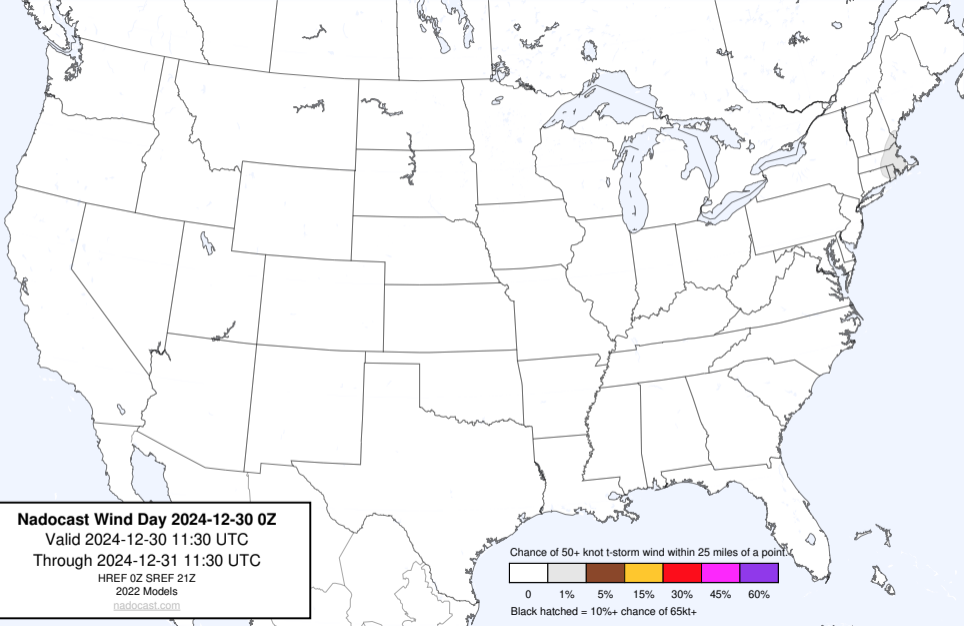 Nadocast Wind Day 2024-12-30 0Z
Valid 2024-12-30 11:30 UTC
Through 2024-12-31 11:30 UTC
HREF 0Z SREF 21Z
2022 Models
nadocast.com
Chance of 50+ knot t-storm wind within 25 miles of a point.
0 1% 5% 15% 30% 45% 60%
Black hatched = 10%+ chance of 65kt+